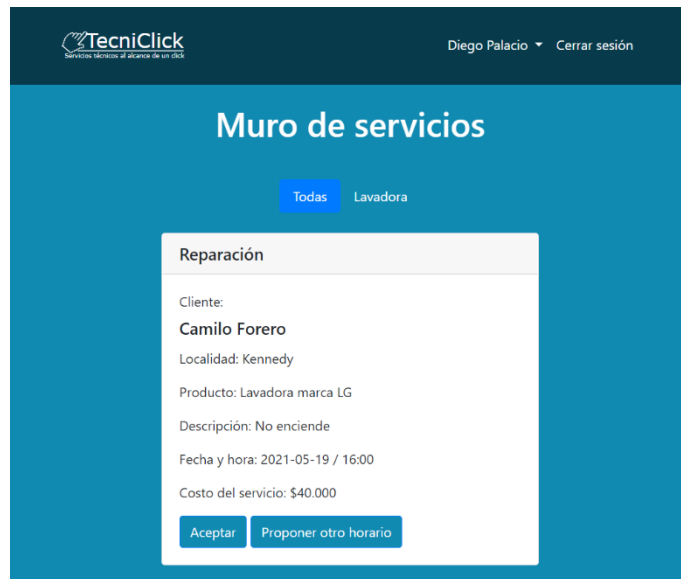 TecniClick
Servicios técnicos al alcance de un click
Diego Palacio
Cerrar sesión
Muro de servicios
Todas
Lavadora
Reparación
Cliente:
Camilo Forero
Localidad: Kennedy
Producto: Lavadora marca LG
Descripción: No enciende
Fecha y hora: 2021-05-19 / 16:00
Costo del servicio: $40.000
Aceptar
Proponer otro horario